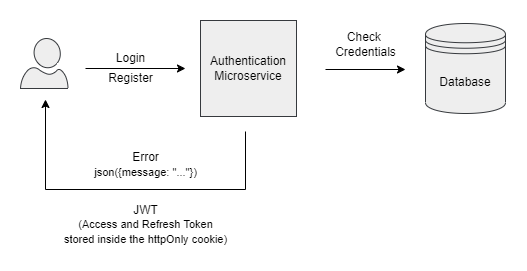 Login
Register
Authentication
Microservice
Check
Credentials
Database
Error
json({message: "..."})
JWT
(Access and Refresh Token
stored inside the httpOnly cookie)